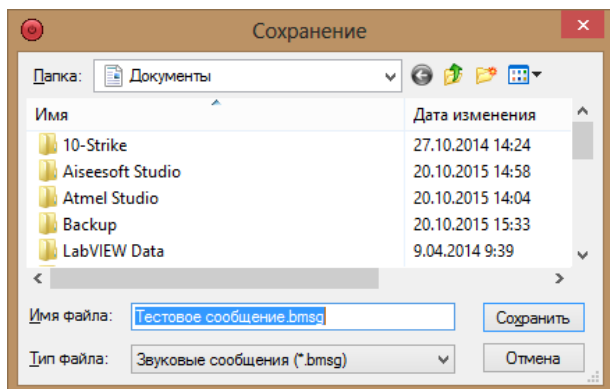 Сохранение
Папка: Документы
Имя Дата изменения
10-Strike 27.10.2014 14:24
Aiseesoft Studio 20.10.2015 14:58
Atmel Studio 20.10.2015 14:04
Backup 20.10.2015 15:33
LabVIEW Data 9.04.2014 9:39
Имя файла: Тестовое сообщение.bmsg Сохранить
Тип файла: Звуковые сообщения (*.bmsg) Отмена